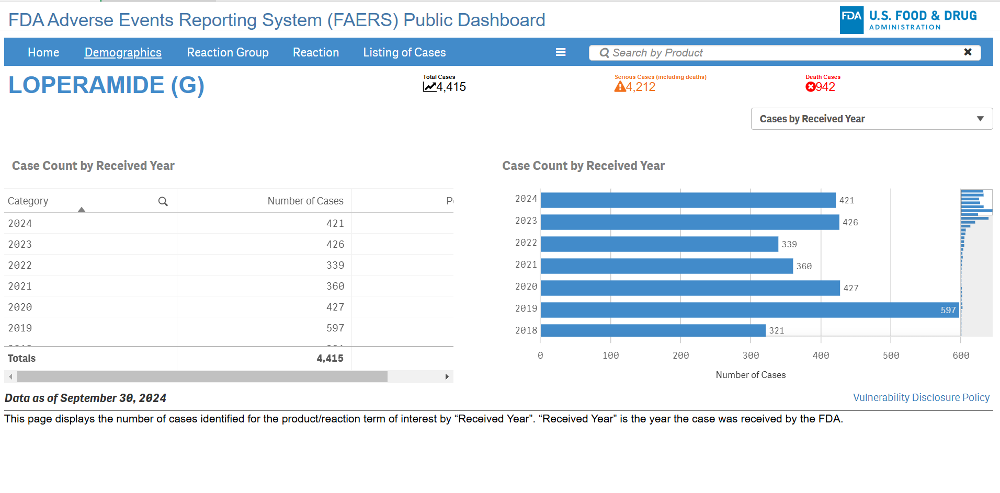 FDA Adverse Events Reporting System (FAERS) Public Dashboard
FDA U.S. FOOD & DRUG
ADMINISTRATION
Home Demographics Reaction Group Reaction Listing of Cases Search by Product
LOPERAMIDE (G)
Total Cases
4,415
Serious Cases (including deaths)
4,212
Death Cases
942
Cases by Received Year
Case Count by Received Year
Category Number of Cases
2024 421
2023 426
2022 339
2021 360
2020 427
2019 597
Totals 4,415
Case Count by Received Year
2024 421
2023 426
2022 339
2021 360
2020 427
2019 597
2018 321
0 100 200 300 400 500 600
Number of Cases
Data as of September 30, 2024
Vulnerability Disclosure Policy
This page displays the number of cases identified for the product/reaction term of interest by “Received Year”. “Received Year” is the year the case was received by the FDA.